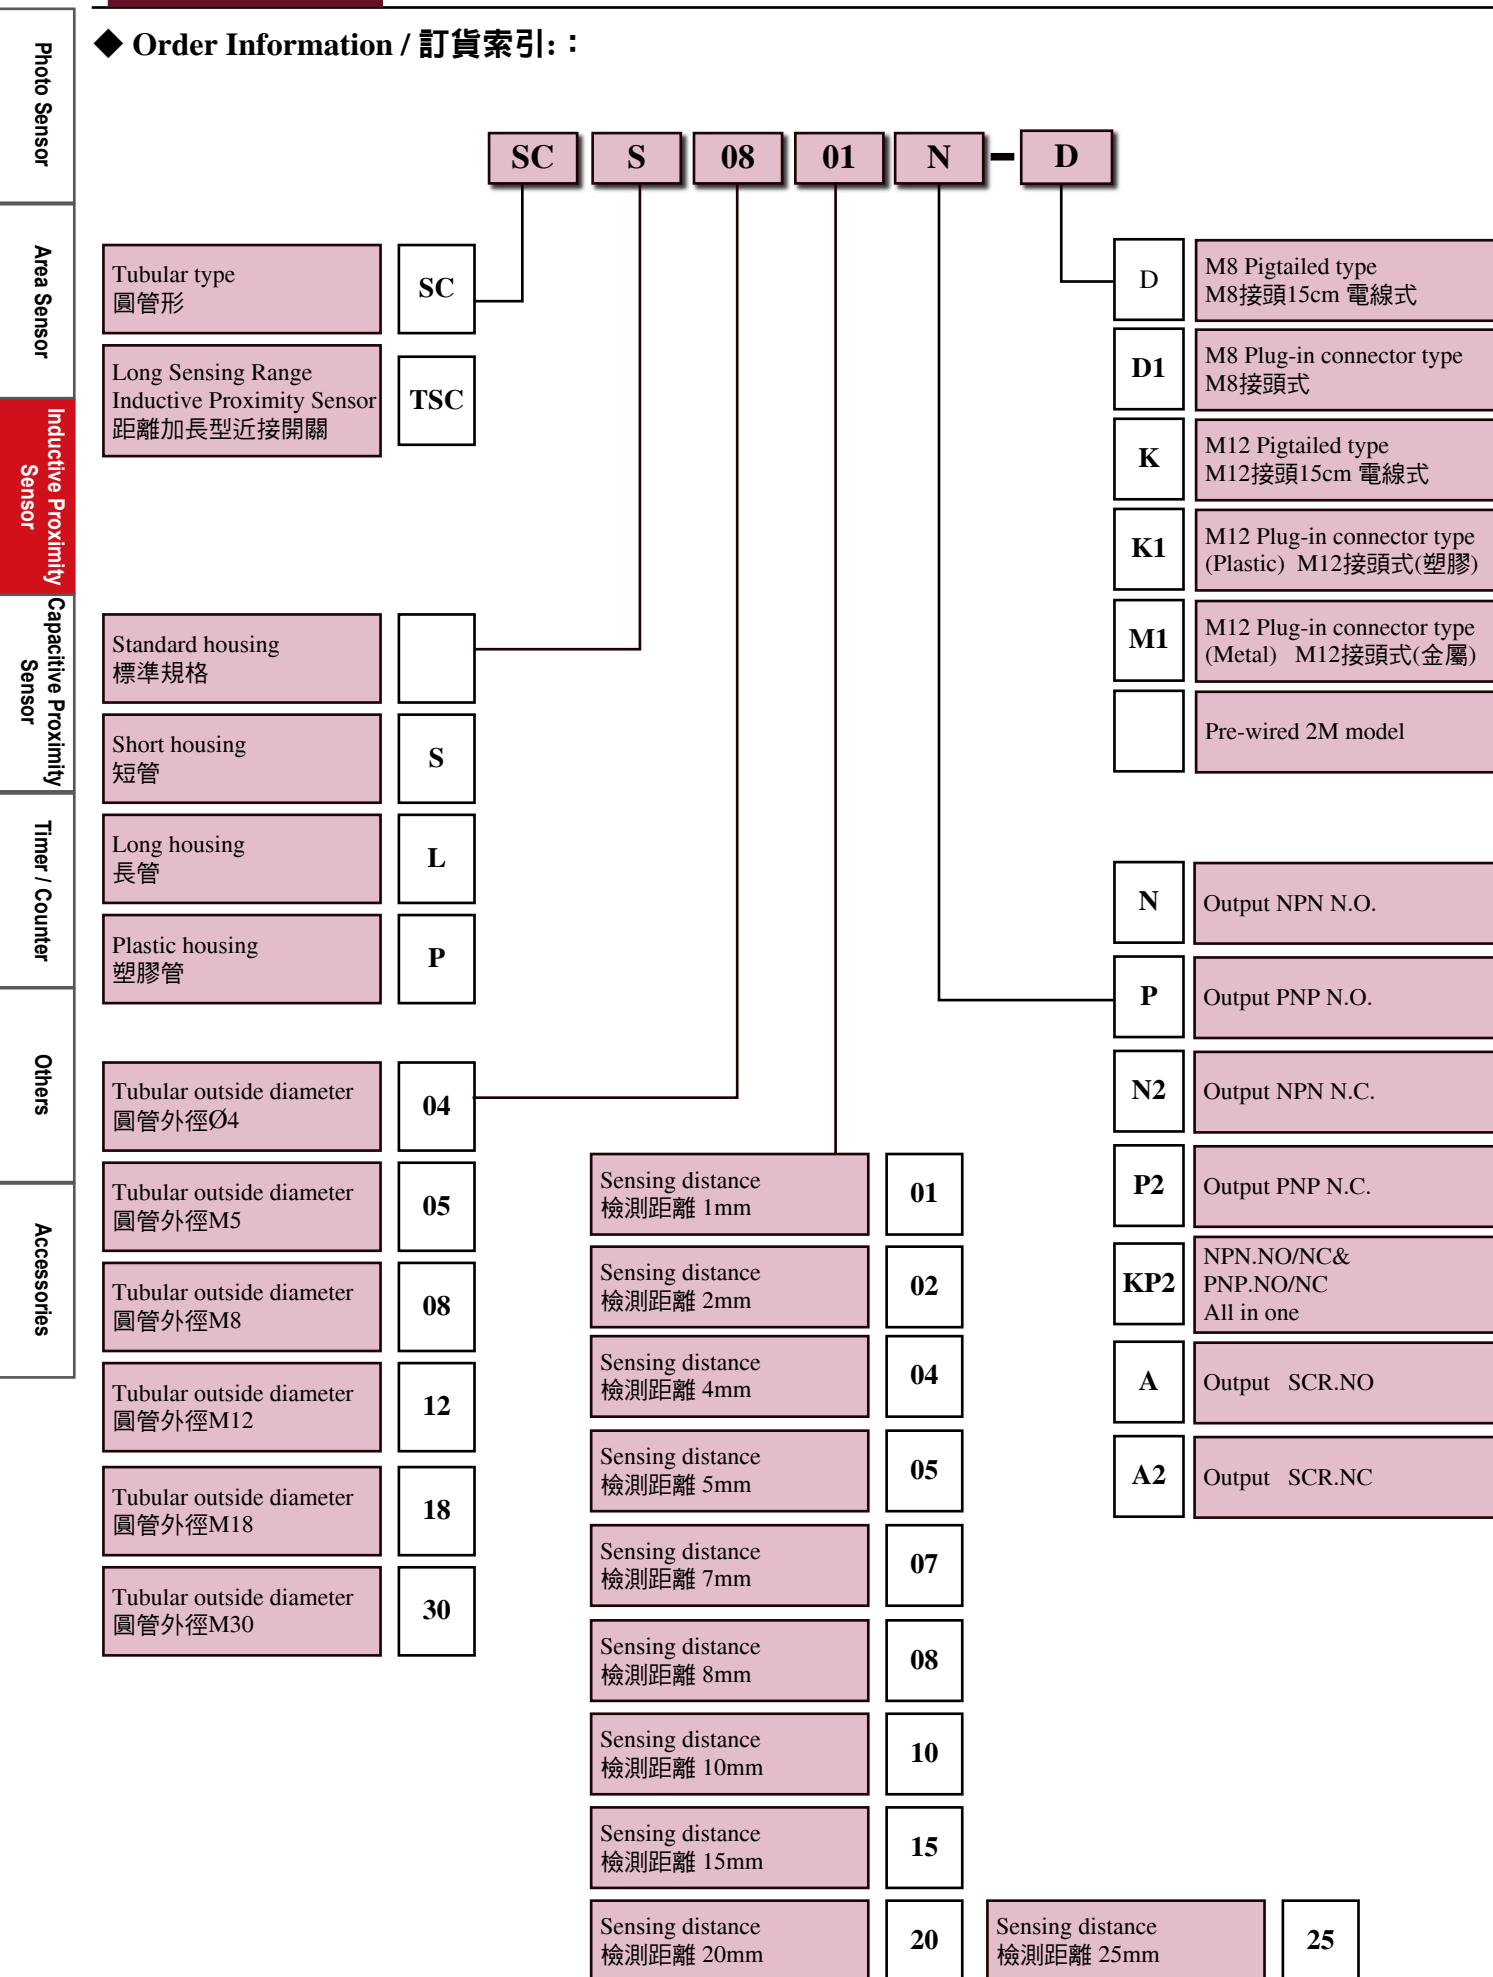 ◆ Order Information / 訂貨索引:：
SC S 08 01 N - D
Photo Sensor
Area Sensor
Inductive Proximity
Sensor
Capacitive Proximity
Sensor
Timer / Counter
Others
Accessories
Tubular type
圓管形
SC
Long Sensing Range
Inductive Proximity Sensor
距離加長型近接開關
TSC
Standard housing
標準規格
Short housing
短管
S
Long housing
長管
L
Plastic housing
塑膠管
P
Tubular outside diameter
圓管外徑Ø4
04
Tubular outside diameter
圓管外徑M5
05
Tubular outside diameter
圓管外徑M8
08
Tubular outside diameter
圓管外徑M12
12
Tubular outside diameter
圓管外徑M18
18
Tubular outside diameter
圓管外徑M30
30
Sensing distance
檢測距離 1mm
01
Sensing distance
檢測距離 2mm
02
Sensing distance
檢測距離 4mm
04
Sensing distance
檢測距離 5mm
05
Sensing distance
檢測距離 7mm
07
Sensing distance
檢測距離 8mm
08
Sensing distance
檢測距離 10mm
10
Sensing distance
檢測距離 15mm
15
Sensing distance
檢測距離 20mm
20
Sensing distance
檢測距離 25mm
25
D
M8 Pigtailed type
M8接頭15cm 電線式
D1
M8 Plug-in connector type
M8接頭式
K
M12 Pigtailed type
M12接頭15cm 電線式
K1
M12 Plug-in connector type
(Plastic) M12接頭式(塑膠)
M1
M12 Plug-in connector type
(Metal) M12接頭式(金屬)
Pre-wired 2M model
N
Output NPN N.O.
P
Output PNP N.O.
N2
Output NPN N.C.
P2
Output PNP N.C.
KP2
NPN.NO/NC&
PNP.NO/NC
All in one
A
Output SCR.NO
A2
Output SCR.NC